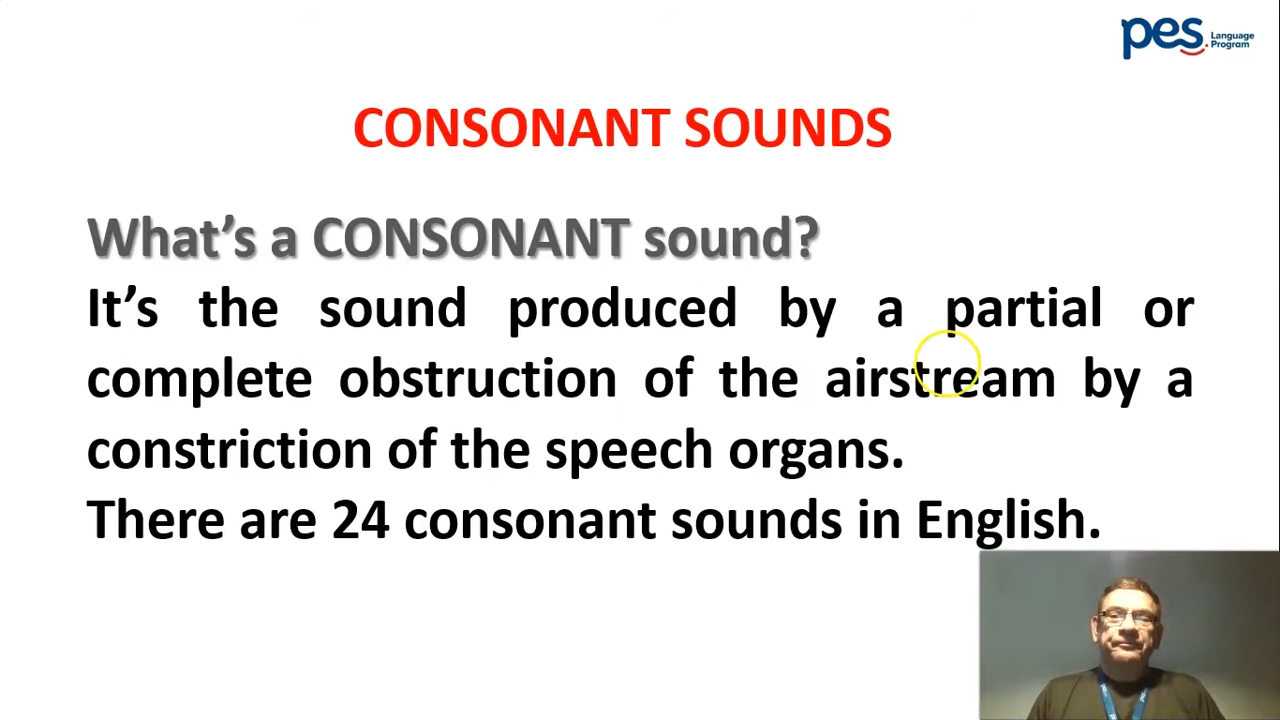 pes Language
Program
CONSONANT SOUNDS
What's a CONSONANT sound?
It's the sound produced by a partial or
complete obstruction of the airstream by a
constriction of the speech organs.
There are 24 consonant sounds in English.